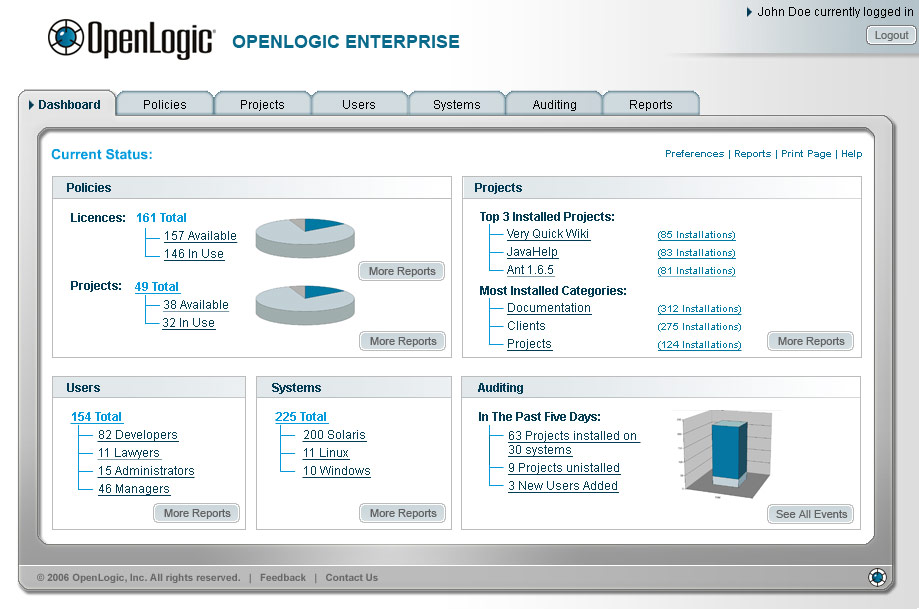 John Doe currently logged in
Logout
OpenLogic OPENLOGIC ENTERPRISE
Dashboard Policies Projects Users Systems Auditing Reports
Current Status:
Preferences | Reports | Print Page | Help
Policies
Licences: 161 Total
157 Available
146 In Use
More Reports
Projects: 49 Total
38 Available
32 In Use
More Reports
Projects
Top 3 Installed Projects:
Very Quick Wiki (85 Installations)
JavaHelp (83 Installations)
Ant 1.6.5 (81 Installations)
Most Installed Categories:
Documentation (312 Installations)
Clients (275 Installations)
Projects (124 Installations)
More Reports
Users
154 Total
82 Developers
11 Lawyers
15 Administrators
46 Managers
More Reports
Systems
225 Total
200 Solaris
11 Linux
10 Windows
More Reports
Auditing
In The Past Five Days:
63 Projects installed on
30 systems
9 Projects unistalled
3 New Users Added
See All Events
© 2006 OpenLogic, Inc. All rights reserved. | Feedback | Contact Us